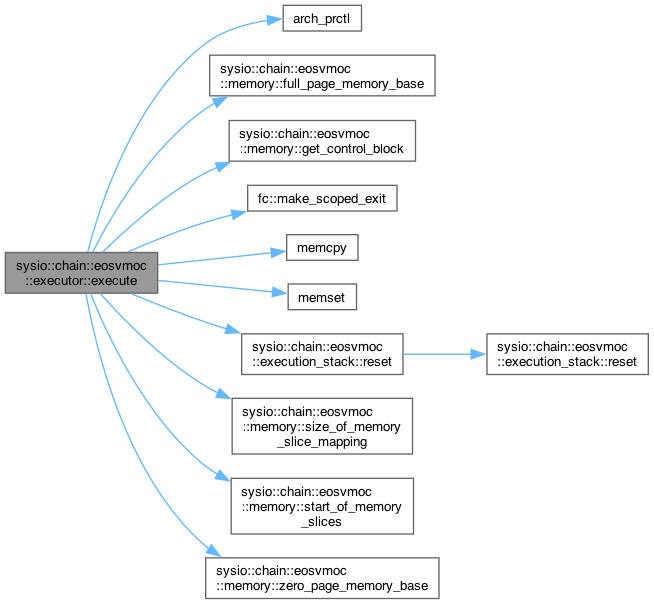 arch_prctl
sysio::chain::eosvmoc
::memory::full_page_memory_base
sysio::chain::eosvmoc
::memory::get_control_block
fc::make_scoped_exit
sysio::chain::eosvmoc
::executor::execute
memcpy
memset
sysio::chain::eosvmoc
::execution_stack::reset
sysio::chain::eosvmoc
::execution_stack::reset
sysio::chain::eosvmoc
::memory::size_of_memory
_slice_mapping
sysio::chain::eosvmoc
::memory::start_of_memory
_slices
sysio::chain::eosvmoc
::memory::zero_page_memory_base